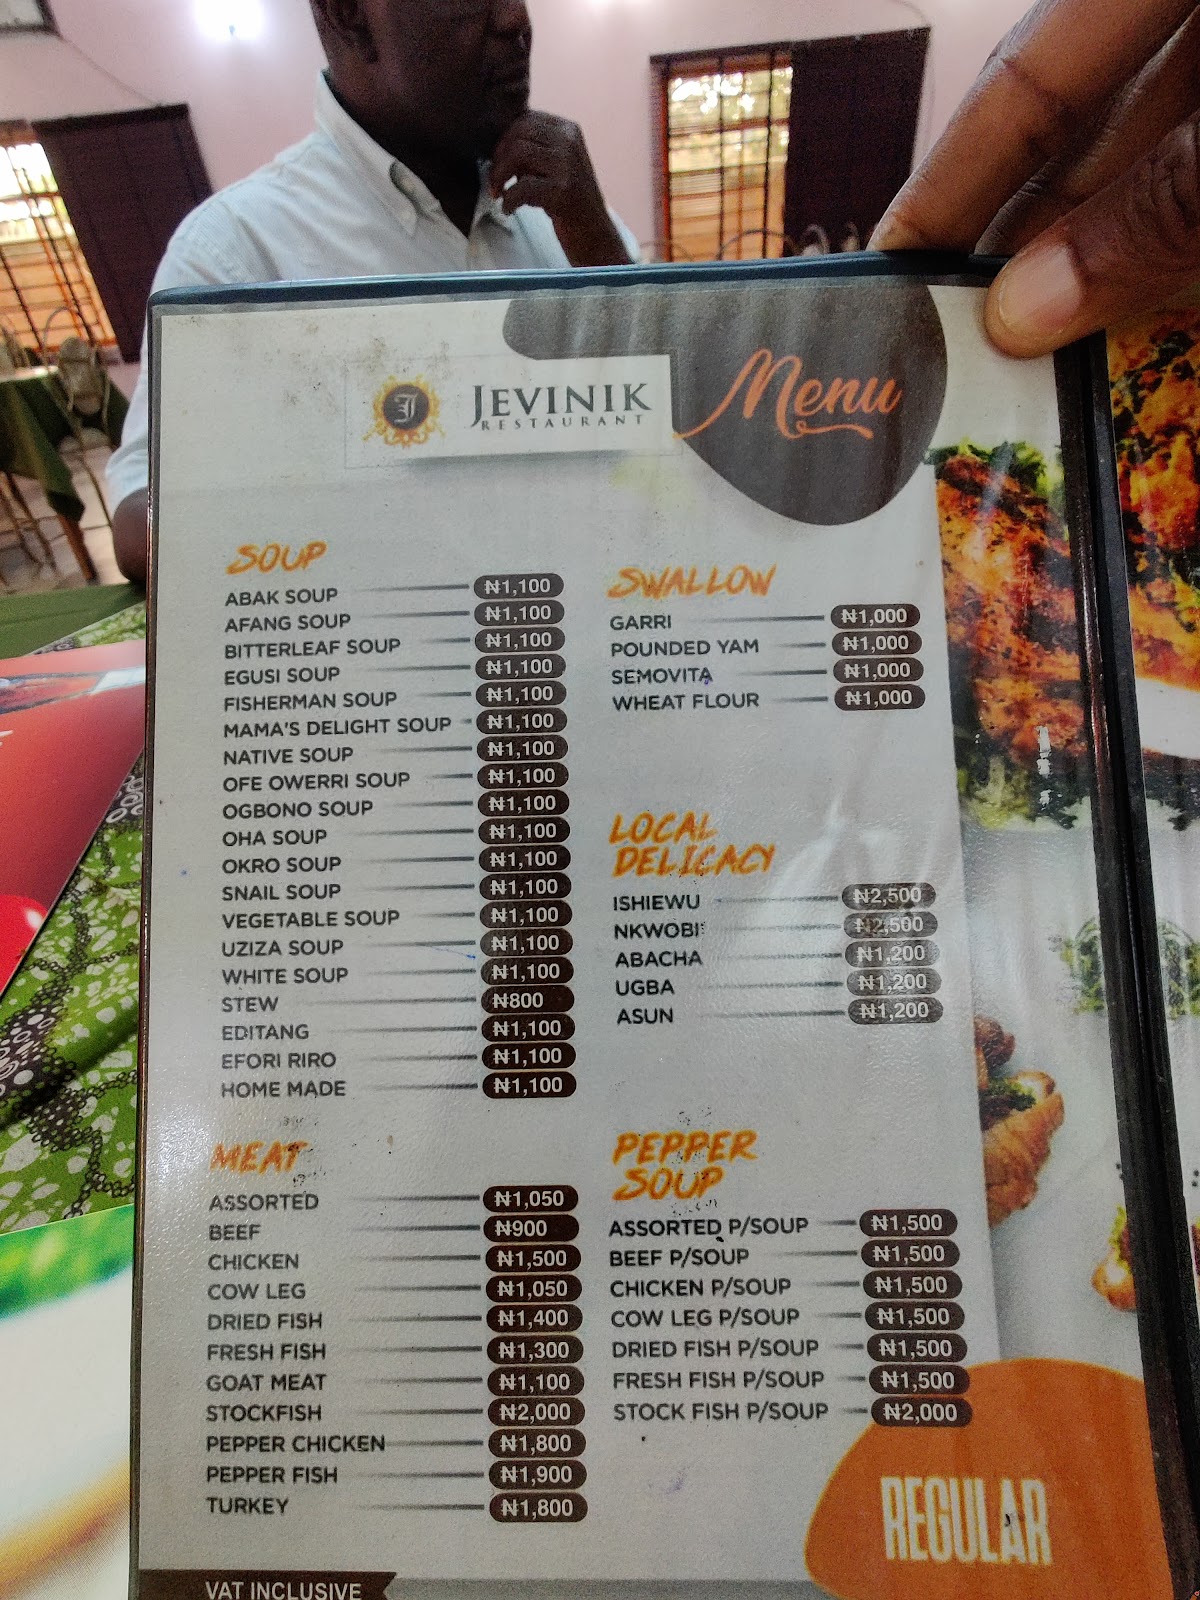 J
JEVINIK
RESTAURANT
Menu
SOUP
ABAK SOUP ₦1,100
AFANG SOUP ₦1,100
BITTERLEAF SOUP ₦1,100
EGUSI SOUP ₦1,100
FISHERMAN SOUP ₦1,100
MAMA'S DELIGHT SOUP ₦1,100
NATIVE SOUP ₦1,100
OFE OWERRI SOUP ₦1,100
OGBONO SOUP ₦1,100
OHA SOUP ₦1,100
OKRO SOUP ₦1,100
SNAIL SOUP ₦1,100
VEGETABLE SOUP ₦1,100
UZIZA SOUP ₦1,100
WHITE SOUP ₦1,100
STEW ₦800
EDITANG ₦1,100
EFORI RIRO ₦1,100
HOME MADE ₦1,100
MEAT
ASSORTED ₦1,050
BEEF ₦900
CHICKEN ₦1,500
COW LEG ₦1,050
DRIED FISH ₦1,400
FRESH FISH ₦1,300
GOAT MEAT ₦1,100
STOCKFISH ₦2,000
PEPPER CHICKEN ₦1,800
PEPPER FISH ₦1,900
TURKEY ₦1,800
VAT INCLUSIVE
SWALLOW
GARRI ₦1,000
POUNDED YAM ₦1,000
SEMOVITA ₦1,000
WHEAT FLOUR ₦1,000
LOCAL
DELICACY
ISHIEWU ₦2,500
NKWOBI ₦2,500
ABACHA ₦1,200
UGBA ₦1,200
ASUN ₦1,200
PEPPER
SOUP
ASSORTED P/SOUP ₦1,500
BEEF P/SOUP ₦1,500
CHICKEN P/SOUP ₦1,500
COW LEG P/SOUP ₦1,500
DRIED FISH P/SOUP ₦1,500
FRESH FISH P/SOUP ₦1,500
STOCK FISH P/SOUP ₦2,000
REGULAR